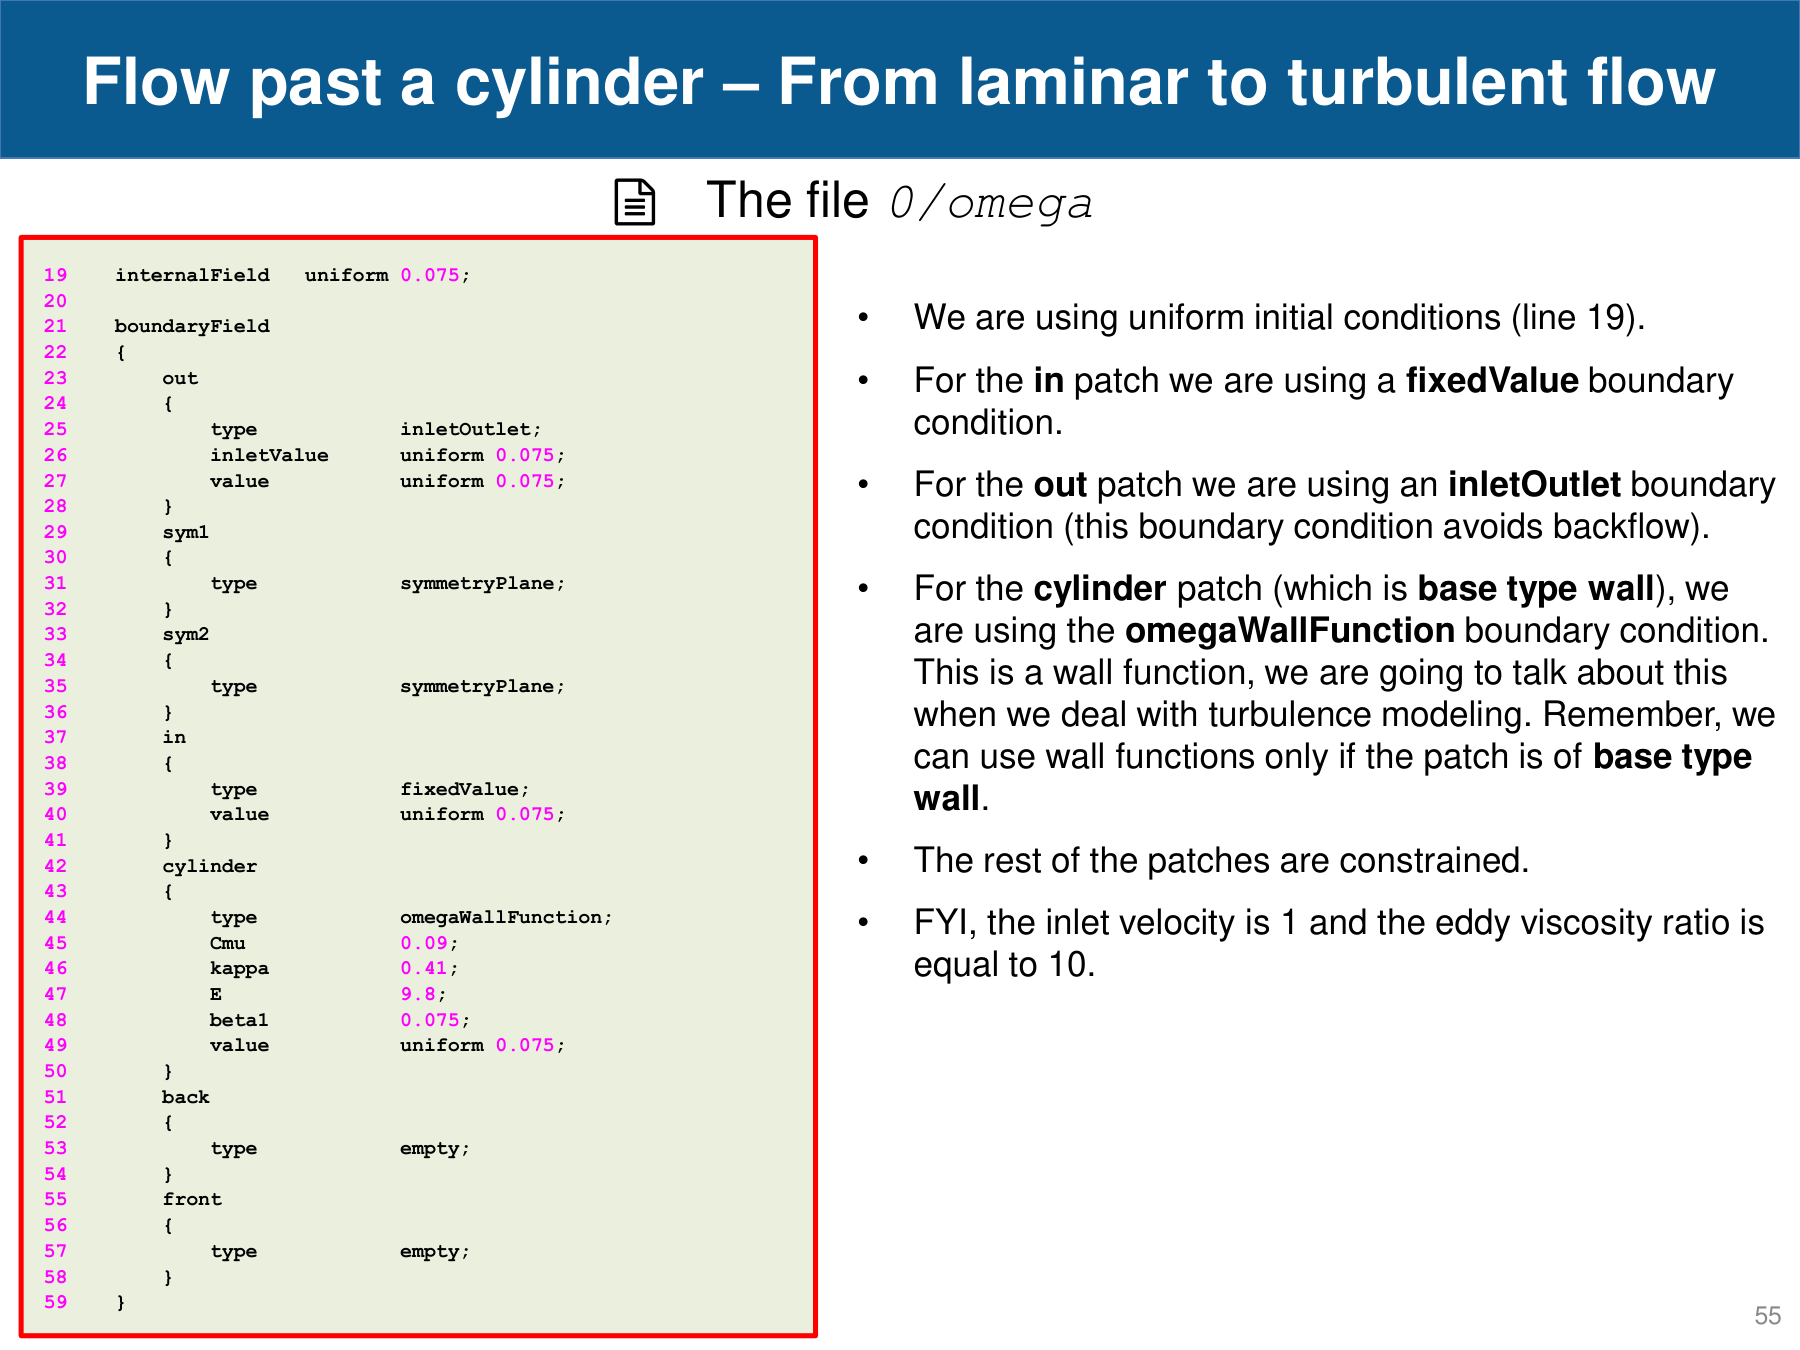 Flow past a cylinder – From laminar to turbulent flow
The file 0/omega
19    internalField   uniform 0.075;
20
21    boundaryField
22    {
23        out
24        {
25            type            inletOutlet;
26            inletValue      uniform 0.075;
27            value           uniform 0.075;
28        }
29        sym1
30        {
31            type            symmetryPlane;
32        }
33        sym2
34        {
35            type            symmetryPlane;
36        }
37        in
38        {
39            type            fixedValue;
40            value           uniform 0.075;
41        }
42        cylinder
43        {
44            type            omegaWallFunction;
45            Cmu             0.09;
46            kappa           0.41;
47            E               9.8;
48            beta1           0.075;
49            value           uniform 0.075;
50        }
51        back
52        {
53            type            empty;
54        }
55        front
56        {
57            type            empty;
58        }
59    }
• We are using uniform initial conditions (line 19).
• For the in patch we are using a fixedValue boundary
condition.
• For the out patch we are using an inletOutlet boundary
condition (this boundary condition avoids backflow).
• For the cylinder patch (which is base type wall), we
are using the omegaWallFunction boundary condition.
This is a wall function, we are going to talk about this
when we deal with turbulence modeling. Remember, we
can use wall functions only if the patch is of base type
wall.
• The rest of the patches are constrained.
• FYI, the inlet velocity is 1 and the eddy viscosity ratio is
equal to 10.
55